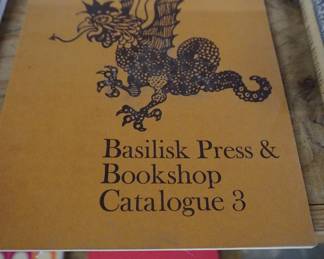 Basilisk Press &
Bookshop
Catalogue 3